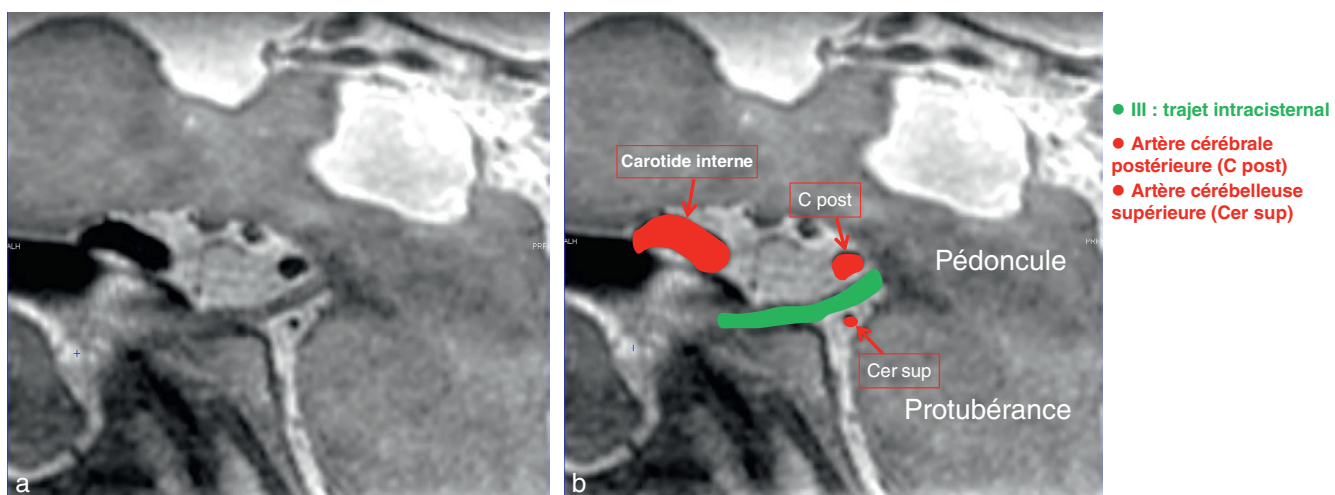 ALH
a
Carotide interne
C post
ALH
PRF
PRF
Pédoncule
Cer sup
Protubérance
b
● III : trajet intracisternal
● Artère cérébrale
postérieure (C post)
● Artère cérébelleuse
supérieure (Cer sup)